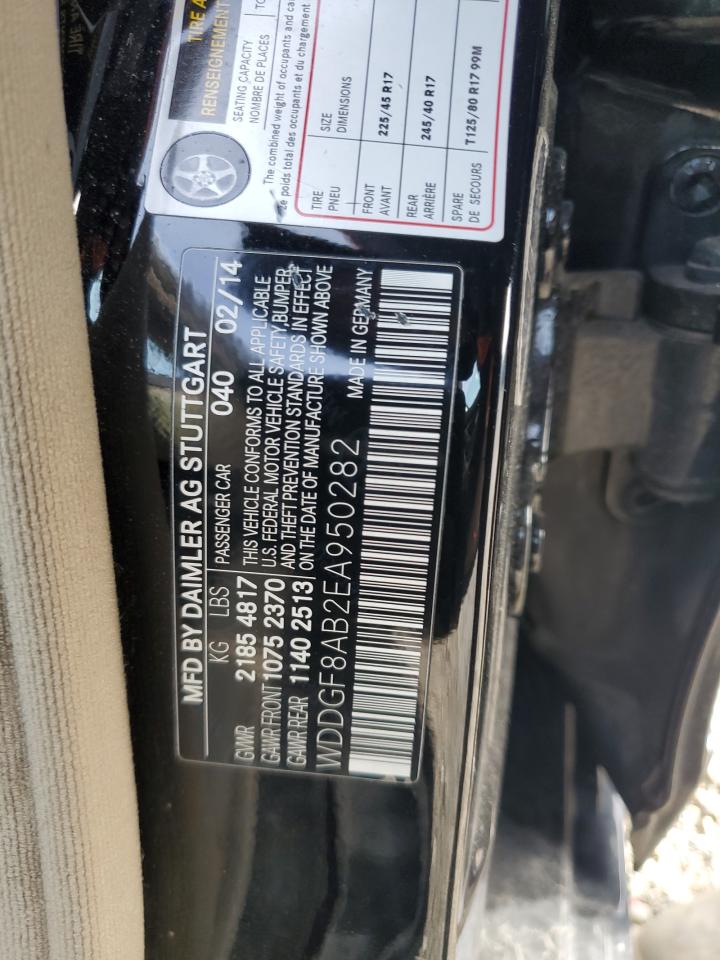 MFD BY DAIMLER AG STUTTGART
KG LBS PASSENGER CAR 040 02/14
GVWR 2185 4817
GAWR FRONT 1075 2370
GAWR REAR 1140 2513
THIS VEHICLE CONFORMS TO ALL APPLICABLE
U.S. FEDERAL MOTOR VEHICLE SAFETY, BUMPER,
AND THEFT PREVENTION STANDARDS IN EFFECT
ON THE DATE OF MANUFACTURE SHOWN ABOVE
WDDGF8AB2EA950282 MADE IN GERMANY
TIRE
RENSEIGNEMENT
SEATING CAPACITY
NOMBRE DE PLACES
The combined weight of occupants and
poids total des occupants et du chargement
TIRE SIZE
PNEU DIMENSIONS
FRONT 225/45 R17
AVANT
REAR 245/40 R17
ARRIÈRE
SPARE T125/80 R17 99M
DE SECOURS